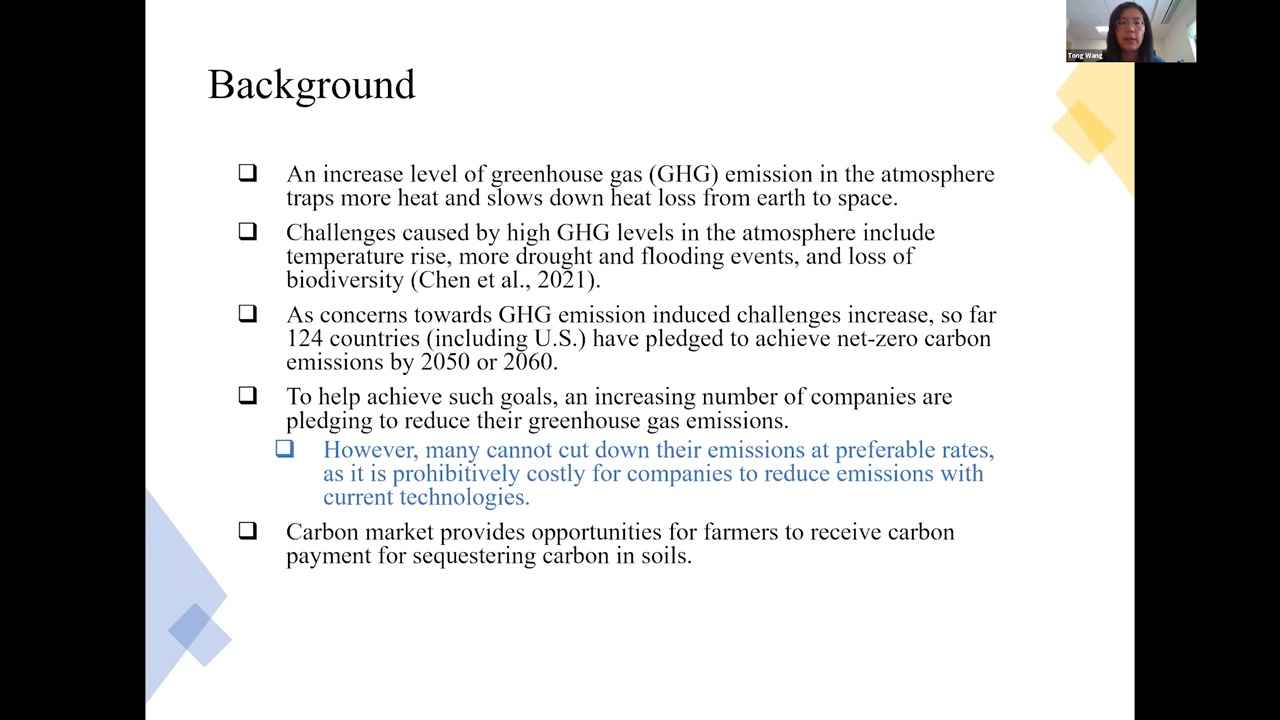 Tong Wang
Background
An increase level of greenhouse gas (GHG) emission in the atmosphere
traps more heat and slows down heat loss from earth to space.
Challenges caused by high GHG levels in the atmosphere include
temperature rise, more drought and flooding events, and loss of
biodiversity (Chen et al., 2021).
As concerns towards GHG emission induced challenges increase, so far
124 countries (including U.S.) have pledged to achieve net-zero carbon
emissions by 2050 or 2060.
To help achieve such goals, an increasing number of companies are
pledging to reduce their greenhouse gas emissions.
However, many cannot cut down their emissions at preferable rates,
as it is prohibitively costly for companies to reduce emissions with
current technologies.
Carbon market provides opportunities for farmers to receive carbon
payment for sequestering carbon in soils.